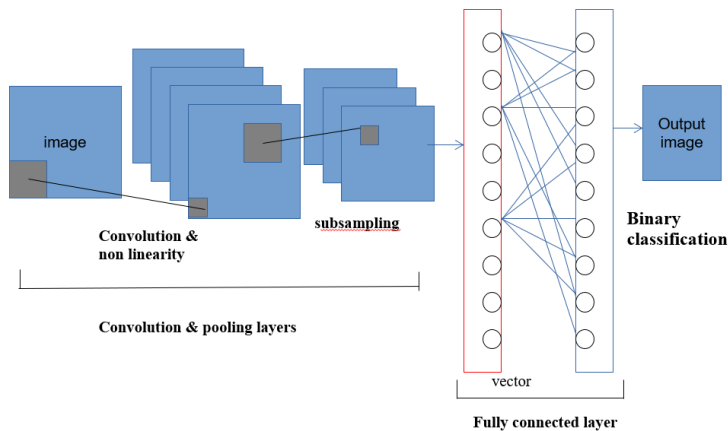 image
Convolution &
non linearity
subsampling
Convolution & pooling layers
vector
Fully connected layer
Binary
classification
Output
image